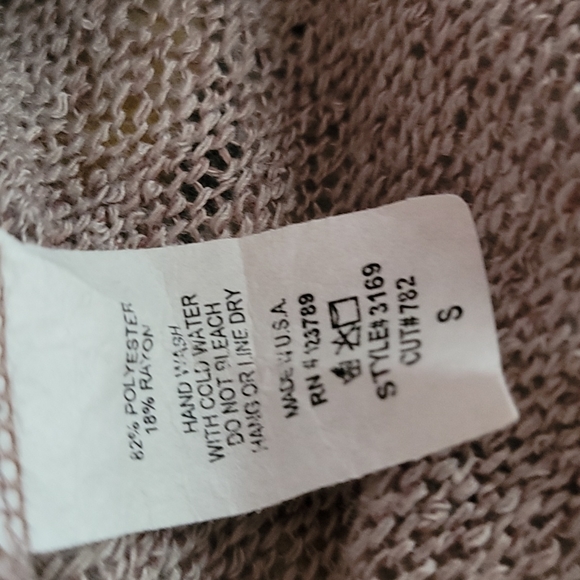 82% POLYESTER
18% RAYON
HAND WASH
WITH COLD WATER
DO NOT BLEACH
HANG OR LINE DRY
MADE U.S.A.
RN # 123789
STYLE# 3169
CUT# 782
S